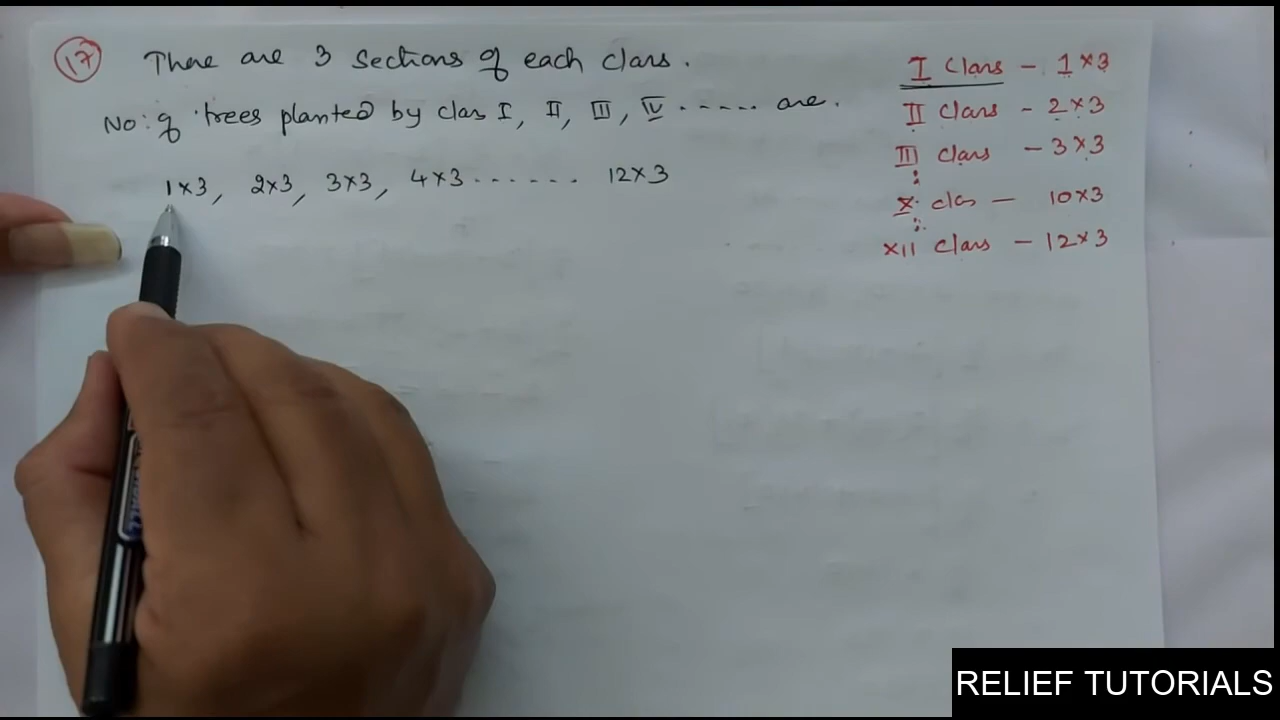 17 There are 3 sections of each class.
No: of trees planted by class I, II, III, IV ------ are.
1×3, 2×3, 3×3, 4×3 ------- 12×3
I Class - 1×3
II Class - 2×3
III class - 3×3
:
X clas - 10×3
:
XII class - 12×3
RELIEF TUTORIALS